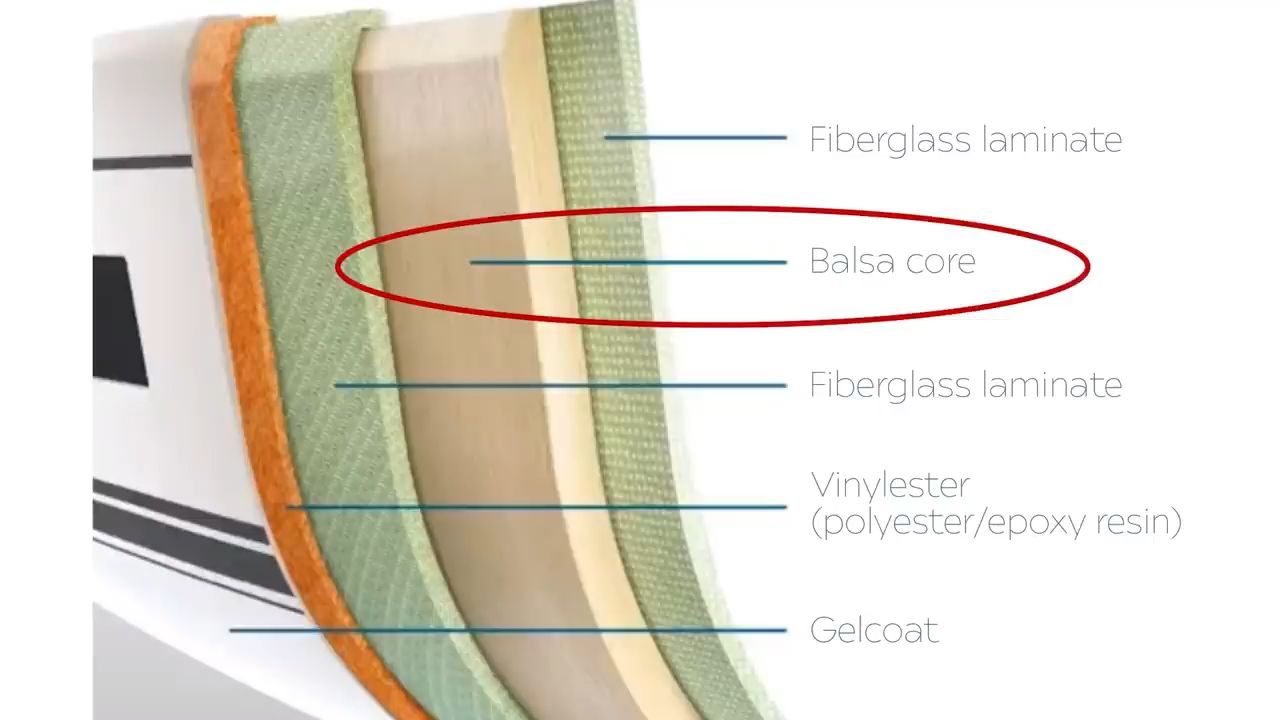 Fiberglass laminate
Balsa core
Fiberglass laminate
Vinylester
(polyester/epoxy resin)
Gelcoat